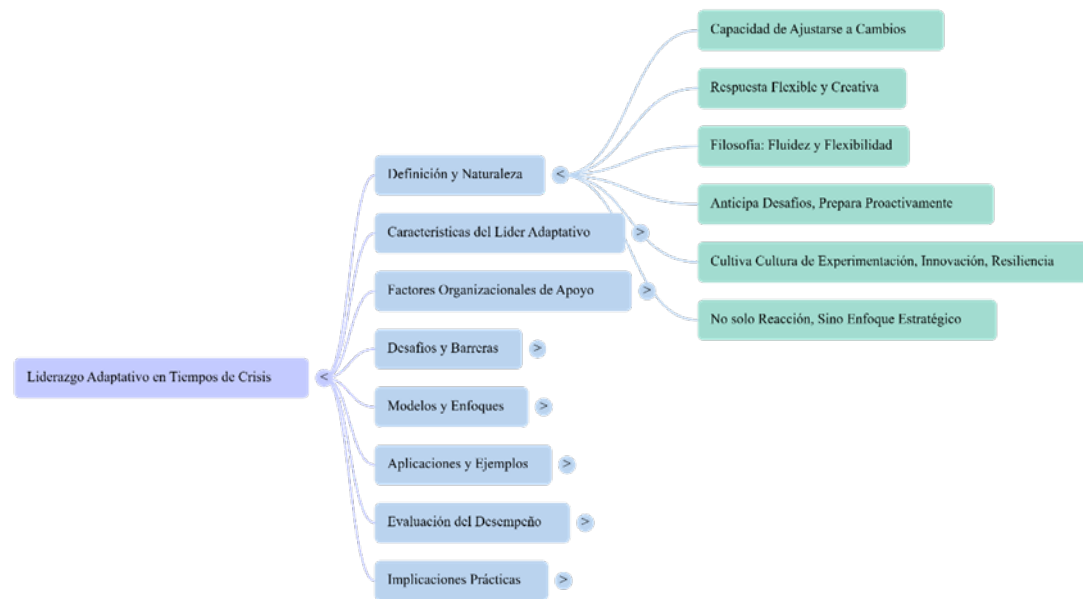 Liderazgo Adaptativo en Tiempos de Crisis
<
Definición y Naturaleza
<
Capacidad de Ajustarse a Cambios
Respuesta Flexible y Creativa
Filosofía: Fluidez y Flexibilidad
Anticipa Desafíos, Prepara Proactivamente
Cultiva Cultura de Experimentación, Innovación, Resiliencia
No solo Reacción, Sino Enfoque Estratégico
Características del Líder Adaptativo
>
Factores Organizacionales de Apoyo
>
Desafíos y Barreras
>
Modelos y Enfoques
>
Aplicaciones y Ejemplos
>
Evaluación del Desempeño
>
Implicaciones Prácticas
>